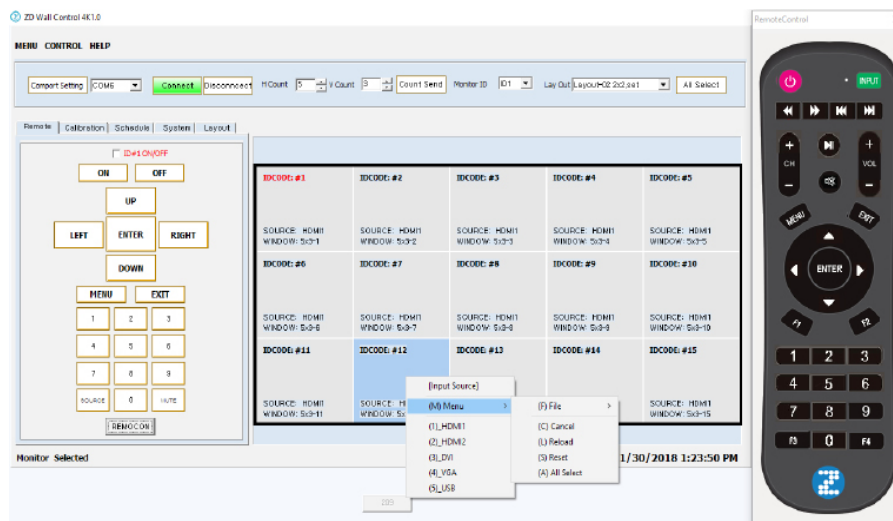 ZD Wall Control 4K1.0
RemoteControl
MENU CONTROL HELP
Comport Setting COM6 Connect Disconnect H Count 5 V Count 3 Count Send Monitor ID ID1 Lay Out Layout-02 2x2,set All Select
Remote Calibration Schedule System Layout
ID#1 ON/OFF
ON OFF
UP
LEFT ENTER RIGHT
DOWN
MENU EXIT
1 2 3
4 5 6
7 8 9
SOURCE 0 MUTE
REMOCON
IDCODE: #1 IDCODE: #2 IDCODE: #3 IDCODE: #4 IDCODE: #5
SOURCE: HDMI1 SOURCE: HDMI1 SOURCE: HDMI1 SOURCE: HDMI1 SOURCE: HDMI1
WINDOW: 5x3-1 WINDOW: 5x3-2 WINDOW: 5x3-3 WINDOW: 5x3-4 WINDOW: 5x3-5
IDCODE: #6 IDCODE: #7 IDCODE: #8 IDCODE: #9 IDCODE: #10
SOURCE: HDMI1 SOURCE: HDMI1 SOURCE: HDMI1 SOURCE: HDMI1 SOURCE: HDMI1
WINDOW: 5x3-6 WINDOW: 5x3-7 WINDOW: 5x3-8 WINDOW: 5x3-9 WINDOW: 5x3-10
IDCODE: #11 IDCODE: #12 IDCODE: #13 IDCODE: #14 IDCODE: #15
SOURCE: HDMI1 SOURCE: H SOURCE: HDMI1
WINDOW: 5x3-11 WINDOW: 5x WINDOW: 5x3-15
[Input Source]
(M) Menu
(1)_HDMI1
(2)_HDMI2
(3)_DVI
(4)_VGA
(5)_USB
(F) File
(C) Cancel
(L) Reload
(S) Reset
(A) All Select
Monitor Selected
1/30/2018 1:23:50 PM
INPUT
CH VOL
MENU EXIT
ENTER
F1 F2
1 2 3
4 5 6
7 8 9
F3 0 F4